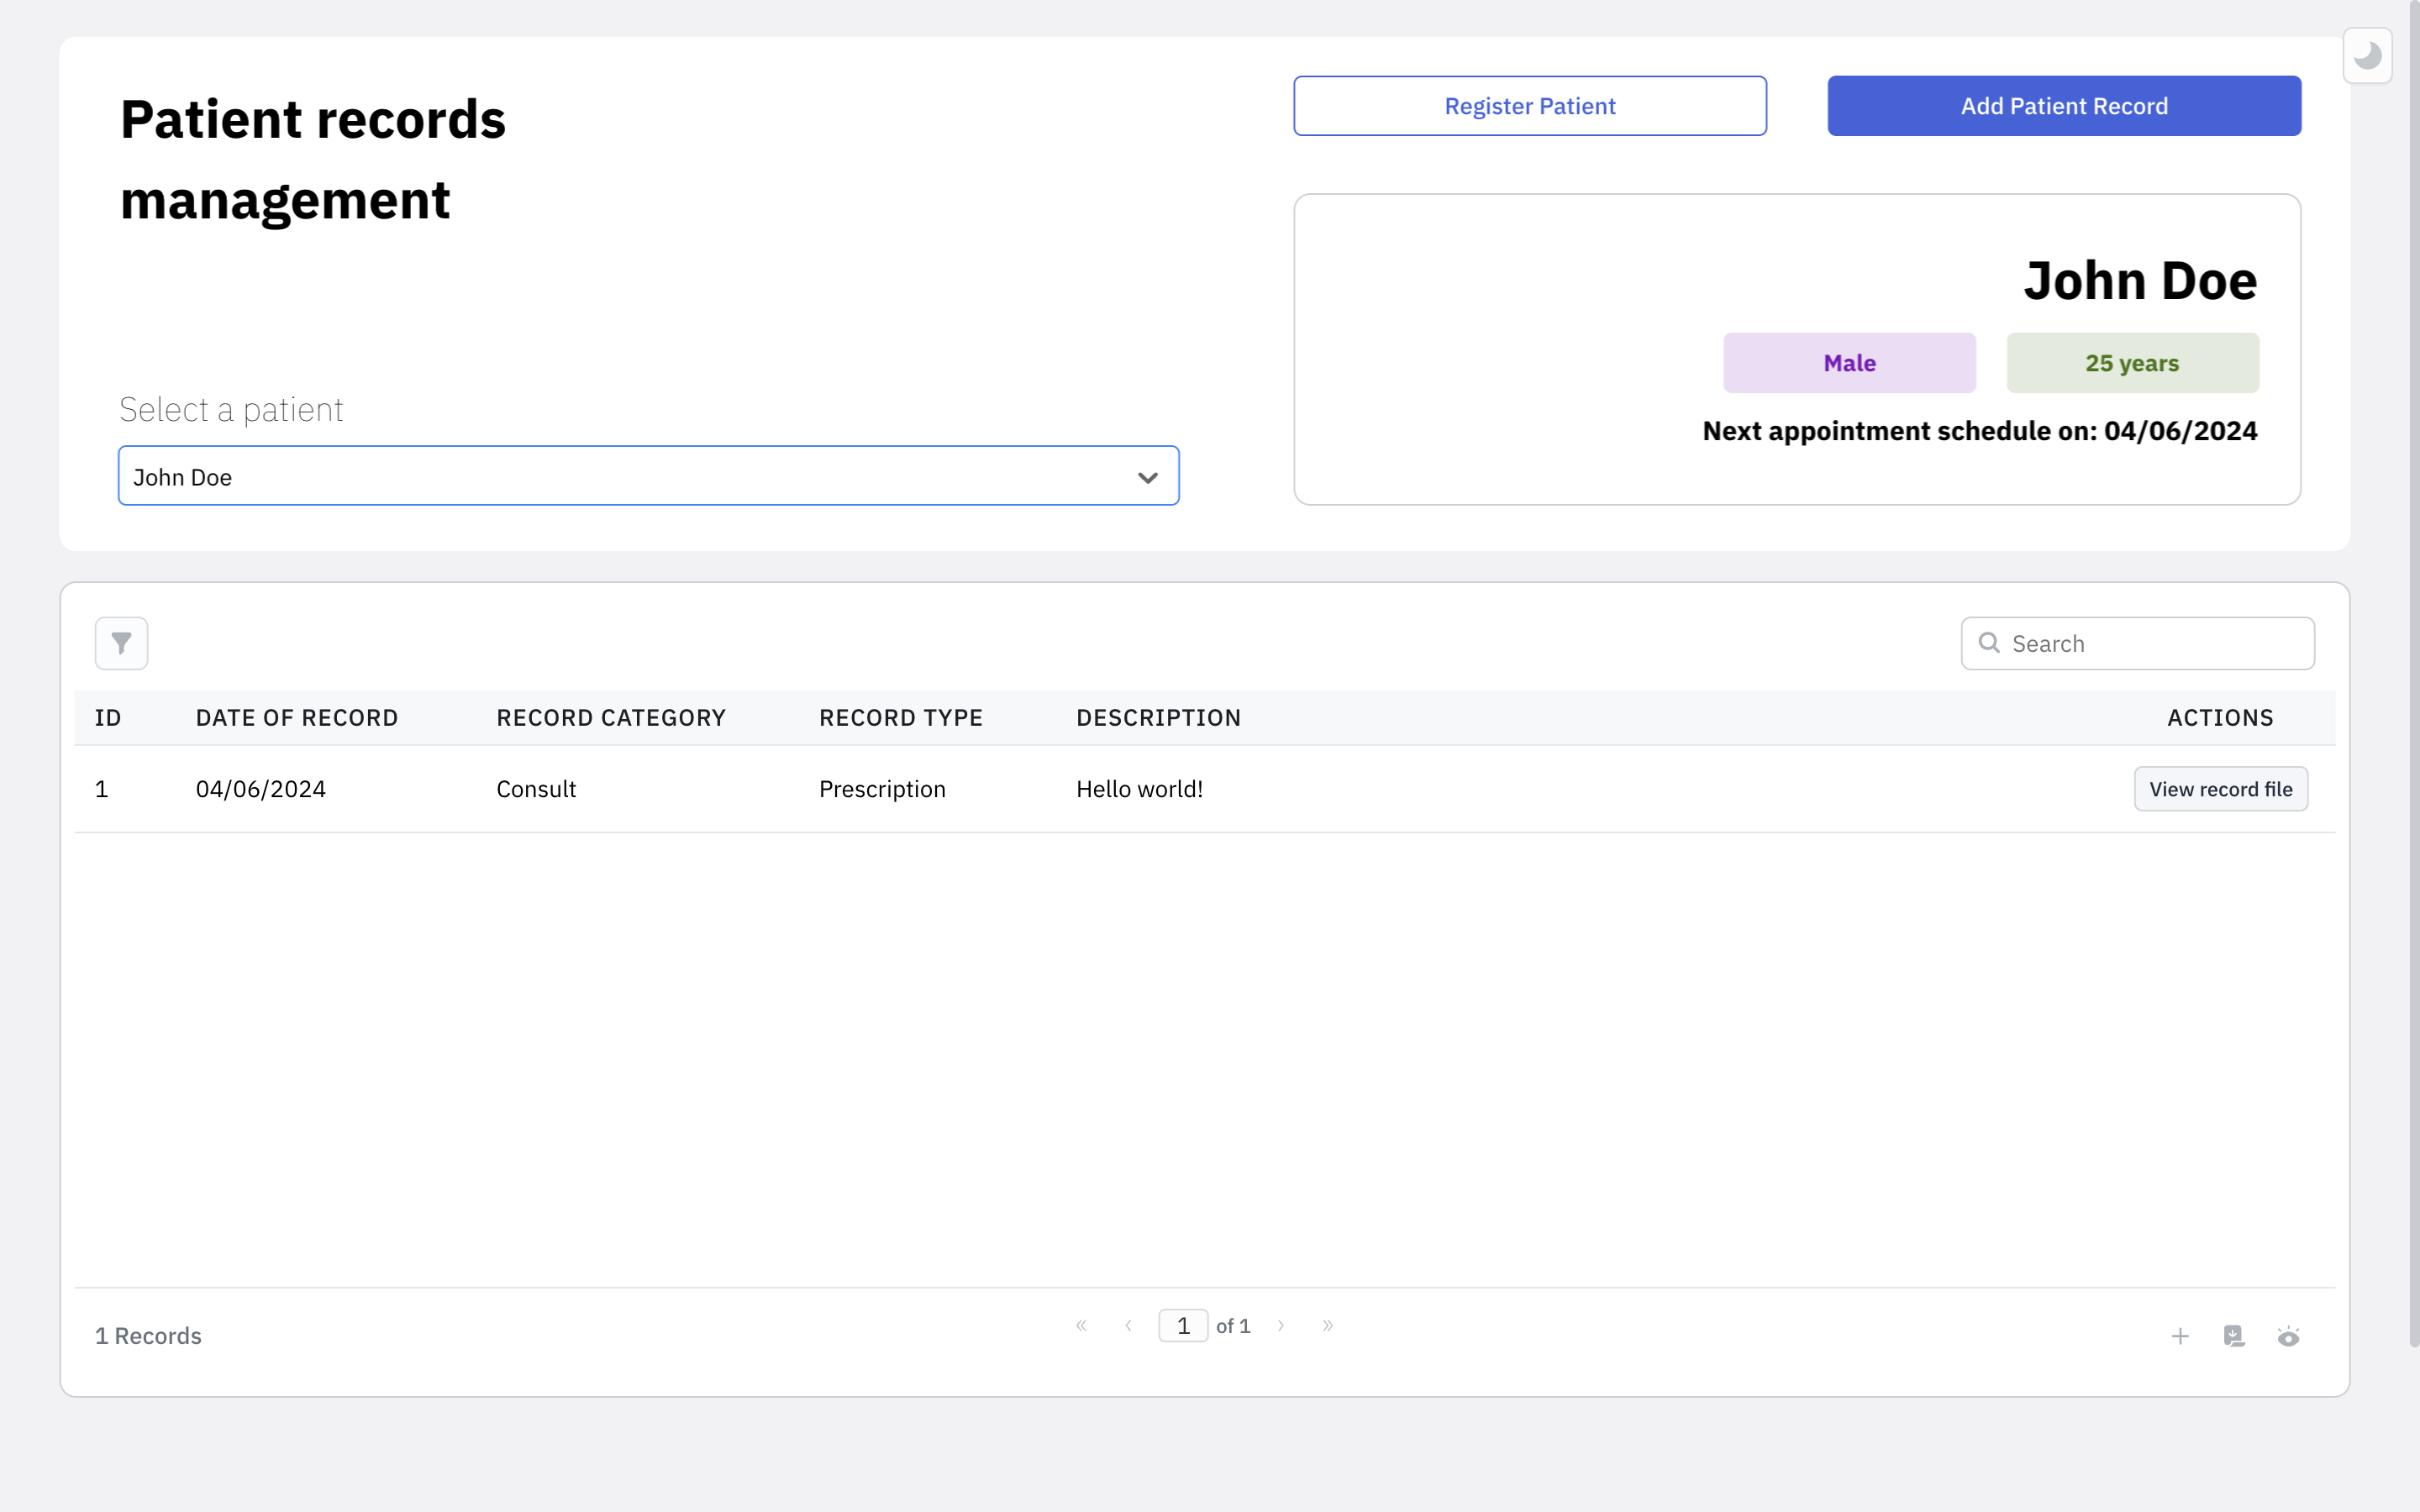 Patient records
management
Register Patient
Add Patient Record
John Doe
Male
25 years
Next appointment schedule on: 04/06/2024
Select a patient
John Doe
Search
ID DATE OF RECORD RECORD CATEGORY RECORD TYPE DESCRIPTION ACTIONS
1 04/06/2024 Consult Prescription Hello world! View record file
1 Records
« ‹ 1 of 1 › »